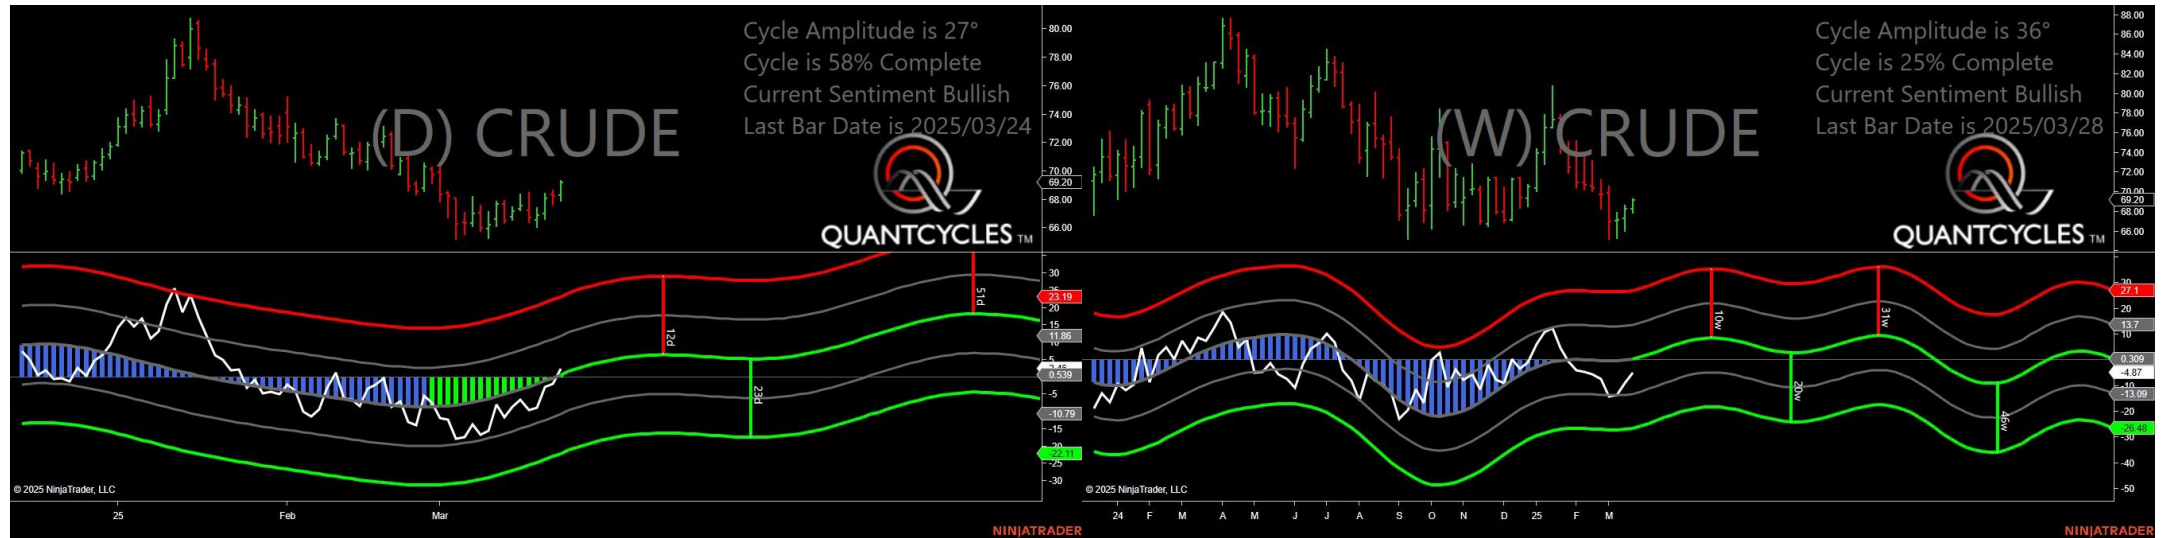 Cycle Amplitude is 27°
Cycle is 58% Complete
Current Sentiment Bullish
Last Bar Date is 2025/03/24
(D) CRUDE
QUANTCYCLES TM
80.00
78.00
76.00
74.00
72.00
70.00
69.20
68.00
66.00
30
23.19
20
15
11.86
10
5
0.539
-5
-10.79
-15
-20
-22.11
-25
-30
12d
23d
51d
© 2025 NinjaTrader, LLC
25 Feb Mar
NINJATRADER
Cycle Amplitude is 36°
Cycle is 25% Complete
Current Sentiment Bullish
Last Bar Date is 2025/03/28
(W) CRUDE
QUANTCYCLES TM
88.00
86.00
84.00
82.00
80.00
78.00
76.00
74.00
72.00
70.00
69.20
68.00
66.00
30
27.1
20
13.7
10
0.309
-4.87
-10
-13.09
-20
-26.48
-30
-40
-50
10w
20w
31w
46w
© 2025 NinjaTrader, LLC
24 F M A M J J A S O N D 25 F M
NINJATRADER